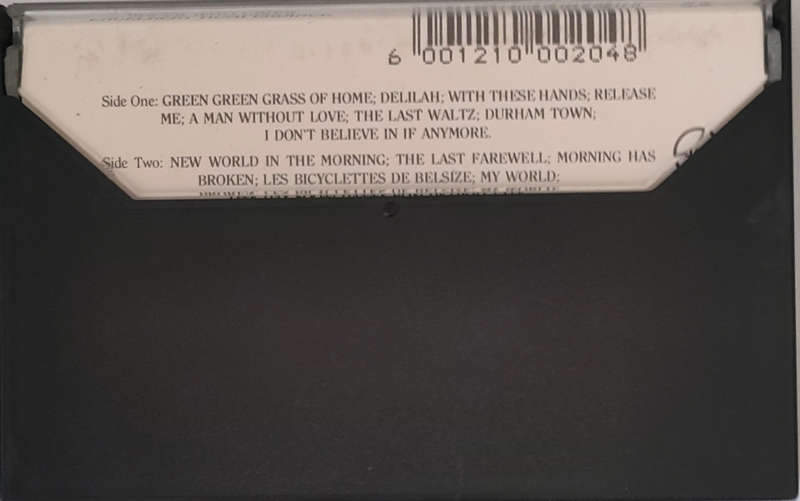 6 001210 002048
Side One: GREEN GREEN GRASS OF HOME; DELILAH; WITH THESE HANDS; RELEASE
ME; A MAN WITHOUT LOVE; THE LAST WALTZ; DURHAM TOWN;
I DON'T BELIEVE IN IF ANYMORE.
Side Two: NEW WORLD IN THE MORNING; THE LAST FAREWELL; MORNING HAS
BROKEN; LES BICYCLETTES DE BELSIZE; MY WORLD;